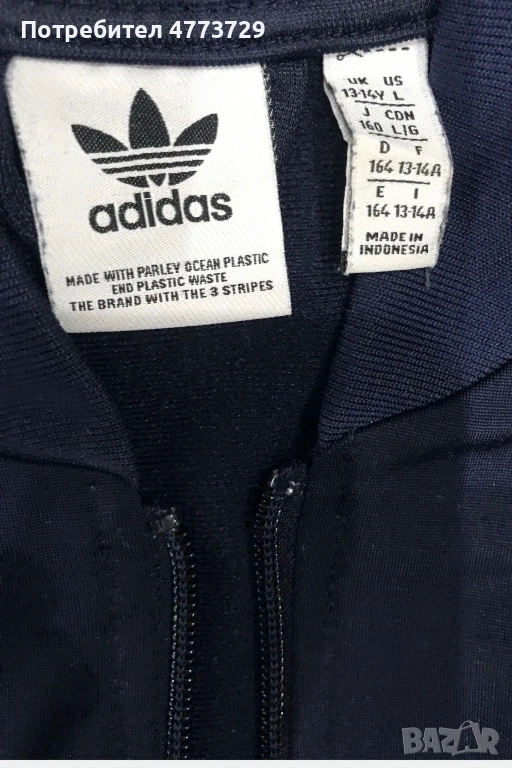 Потребител 4773729
adidas
MADE WITH PARLEY OCEAN PLASTIC
END PLASTIC WASTE
THE BRAND WITH THE 3 STRIPES
UK US
13-14Y L
J CDN
160 L/G
D F
164 13-14A
E I
164 13-14A
MADE IN
INDONESIA
BAZAR